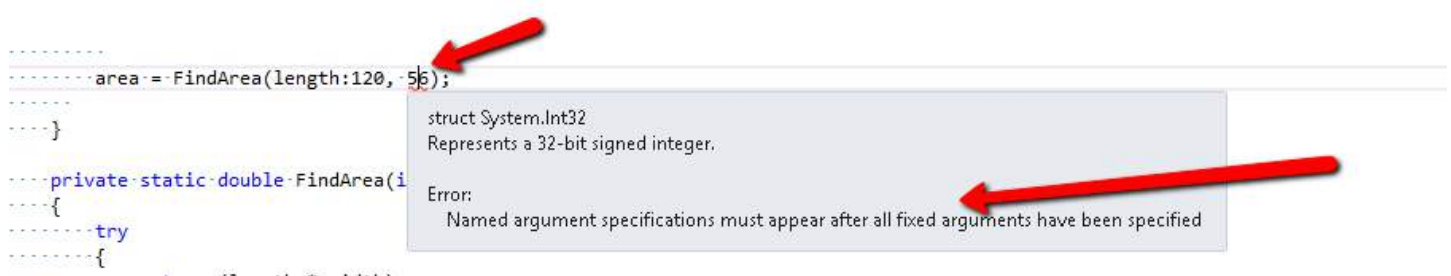 area = FindArea(length:120, 56);
}
struct System.Int32
Represents a 32-bit signed integer.
Error:
Named argument specifications must appear after all fixed arguments have been specified
private static double FindArea(i
{
try
{